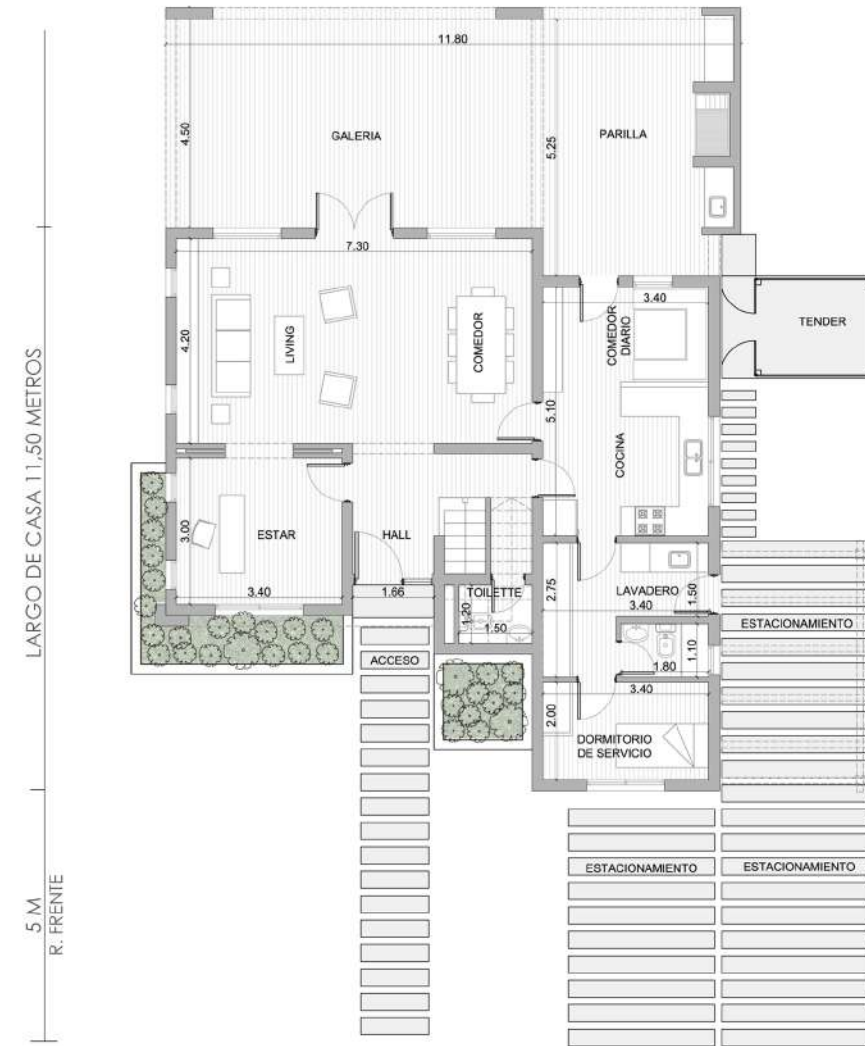 11.80
4.50
GALERIA
5.25
PARILLA
7.30
3.40
4.20
LIVING
COMEDOR
COMEDOR
DIARIO
TENDER
5.10
COCINA
LARGO DE CASA 11,50 METROS
3.00
ESTAR
HALL
3.40
1.66
TOILETTE
1.20
1.50
2.75
LAVADERO
3.40
1.50
ESTACIONAMIENTO
ACCESO
1.80
1.10
3.40
2.00
DORMITORIO
DE SERVICIO
5 M
R. FRENTE
ESTACIONAMIENTO
ESTACIONAMIENTO